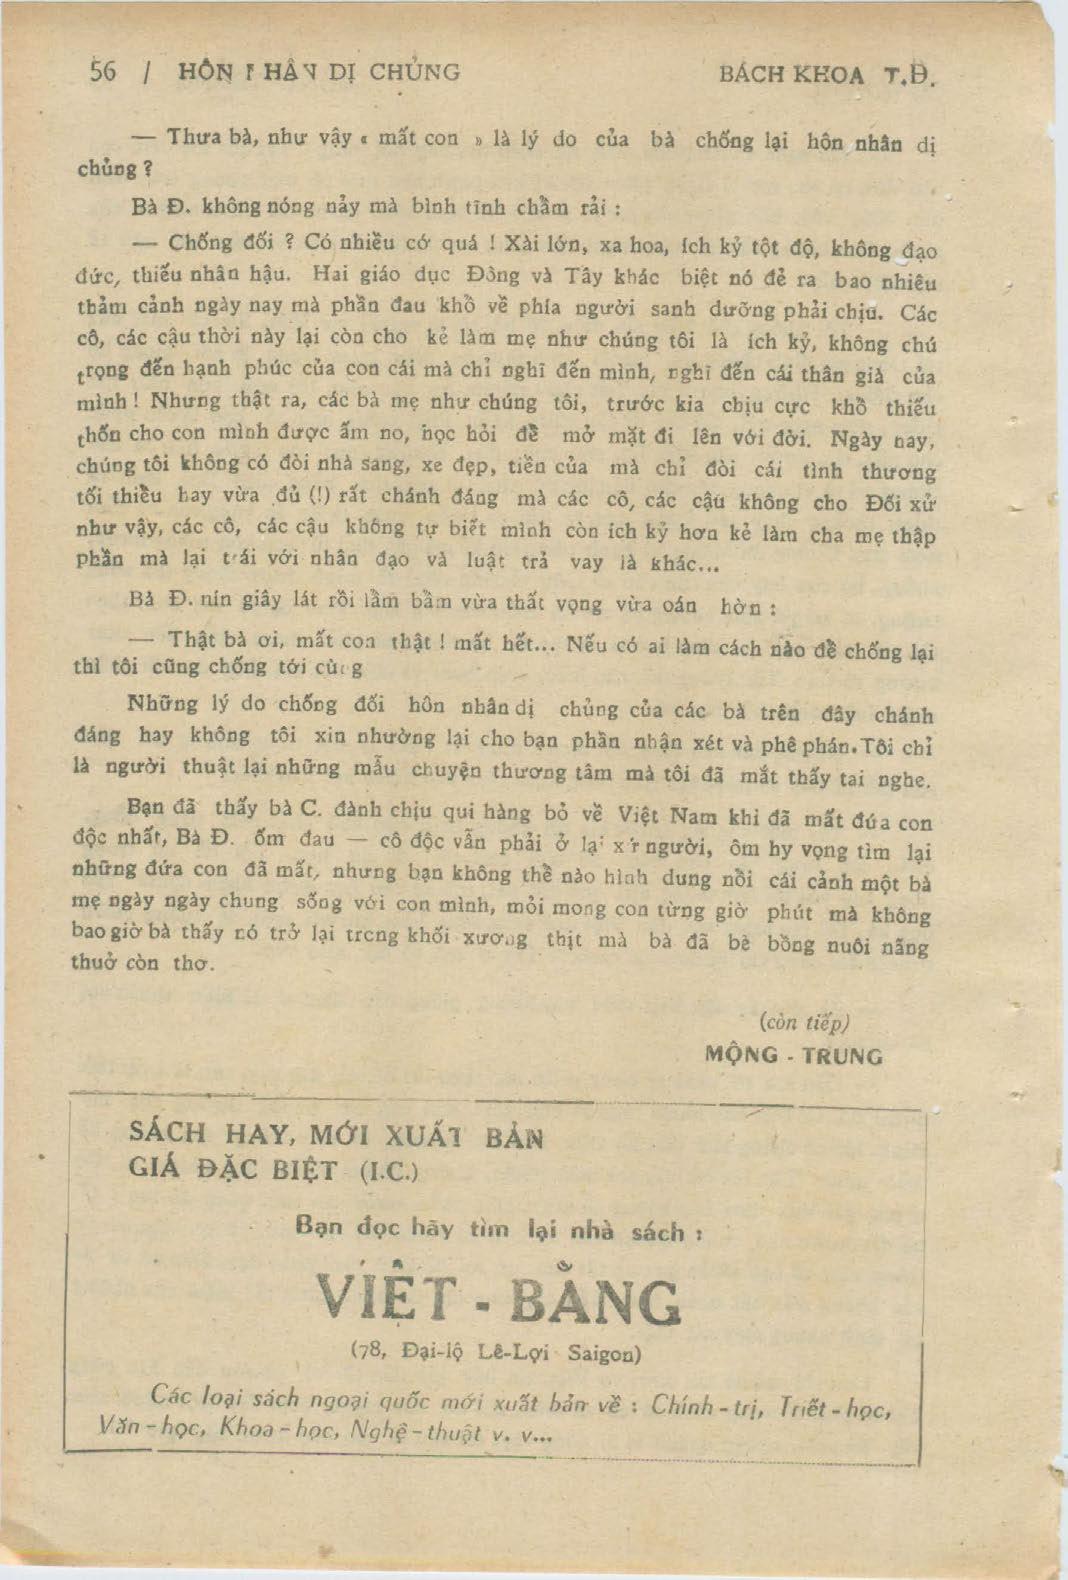 56 / HÔN NHÂN DỊ CHỦNG BÁCH KHOA T.Đ.
— Thưa bà, như vậy « mất con » là lý do của bà chống lại hôn nhân dị
chủng ?
Bà Đ. không nóng nảy mà bình tĩnh chầm rải :
— Chống đối ? Có nhiều cớ quá ! Xài lớn, xa hoa, ích kỷ tột độ, không đạo
đức, thiếu nhân hậu. Hai giáo dục Đông và Tây khác biệt nó đẻ ra bao nhiêu
thảm cảnh ngày nay mà phần đau khổ về phía người sanh dưỡng phải chịu. Các
cô, các cậu thời này lại còn cho kẻ làm mẹ như chúng tôi là ích kỷ, không chú
trọng đến hạnh phúc của con cái mà chỉ nghĩ đến mình, nghĩ đến cái thân già của
mình ! Nhưng thật ra, các bà mẹ như chúng tôi, trước kia chịu cực khổ thiếu
thốn cho con mình được ấm no, học hỏi để mở mặt đi lên với đời. Ngày nay,
chúng tôi không có đòi nhà sang, xe đẹp, tiền của mà chỉ đòi cái tình thương
tối thiểu hay vừa đủ (!) rất chánh đáng mà các cô, các cậu không cho Đối xử
như vậy, các cô, các cậu không tự biết mình còn ích kỷ hơn kẻ làm cha mẹ thập
phần mà lại trái với nhân đạo và luật trả vay là khác...
Bà Đ. nín giây lát rồi lầm bầm vừa thất vọng vừa oán hờn :
— Thật bà ơi, mất con thật ! mất hết... Nếu có ai làm cách nào để chống lại
thì tôi cũng chống tới cùng
Những lý do chống đối hôn nhân dị chủng của các bà trên đây chánh
đáng hay không tôi xin nhường lại cho bạn phần nhận xét và phê phán. Tôi chỉ
là người thuật lại những mẩu chuyện thương tâm mà tôi đã mắt thấy tai nghe.
Bạn đã thấy bà C. đành chịu qui hàng bỏ về Việt Nam khi đã mất đứa con
độc nhất, Bà Đ. ốm đau — cô độc vẫn phải ở lại xứ người, ôm hy vọng tìm lại
những đứa con đã mất, nhưng bạn không thể nào hình dung nổi cái cảnh một bà
mẹ ngày ngày chung sống với con mình, mỏi mong con từng giờ phút mà không
bao giờ bà thấy nó trở lại trong khối xương thịt mà bà đã bè bồng nuôi nấng
thuở còn thơ.
(còn tiếp)
MỘNG - TRUNG
SÁCH HAY, MỚI XUẤT BẢN
GIÁ ĐẶC BIỆT (I.C.)
Bạn đọc hãy tìm lại nhà sách :
VIỆT - BẰNG
(78, Đại-lộ Lê-Lợi Saigon)
Các loại sách ngoại quốc mới xuất bản về : Chính - trị, Triết - học,
Văn - học, Khoa - học, Nghệ - thuật v. v...